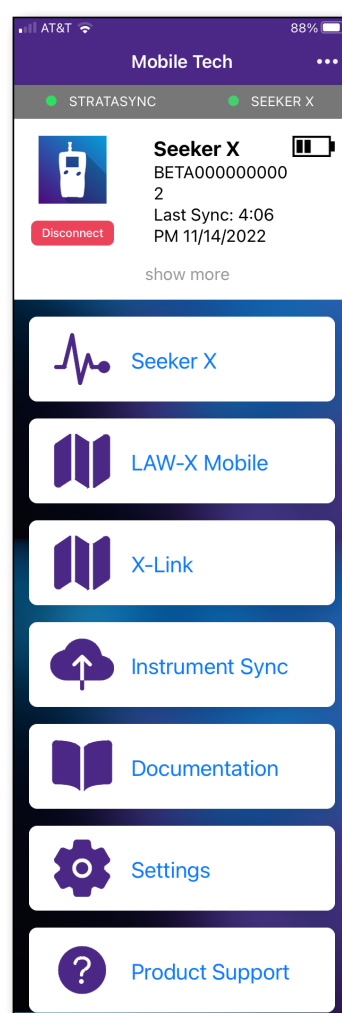 AT&T 88%
Mobile Tech
STRATASYNC SEEKER X
Seeker X
BETA000000000
2
Last Sync: 4:06
PM 11/14/2022
Disconnect
show more
Seeker X
LAW-X Mobile
X-Link
Instrument Sync
Documentation
Settings
Product Support